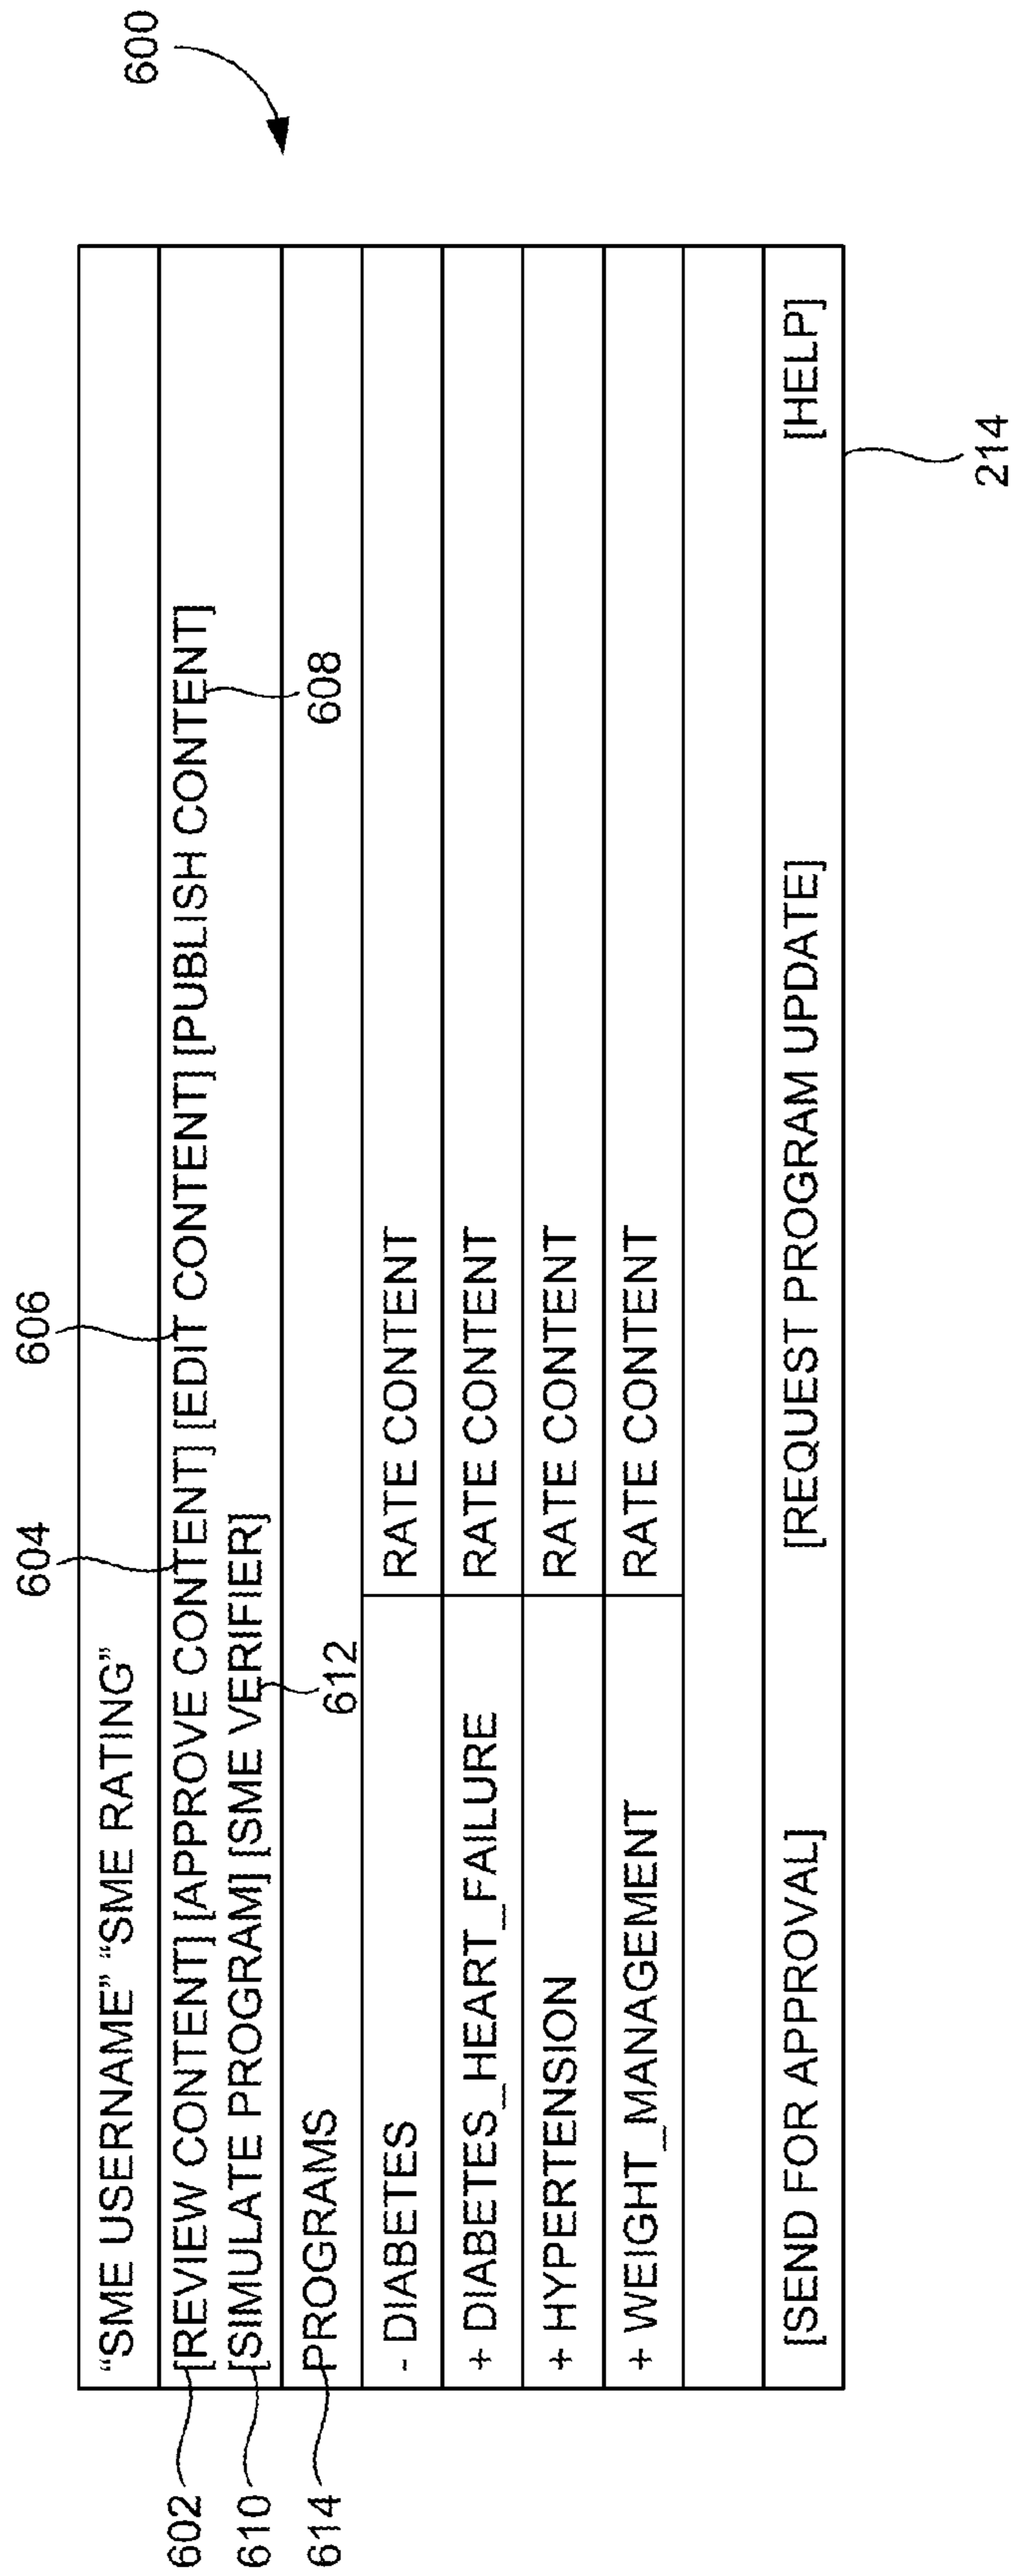 600
604 606
"SME USERNAME" "SME RATING"
602 [REVIEW CONTENT] [APPROVE CONTENT] [EDIT CONTENT] [PUBLISH CONTENT]
610 [SIMULATE PROGRAM] [SME VERIFIER]
614 PROGRAMS 612 608
- DIABETES RATE CONTENT
+ DIABETES_HEART_FAILURE RATE CONTENT
+ HYPERTENSION RATE CONTENT
+ WEIGHT_MANAGEMENT RATE CONTENT
[SEND FOR APPROVAL] [REQUEST PROGRAM UPDATE] [HELP]
214